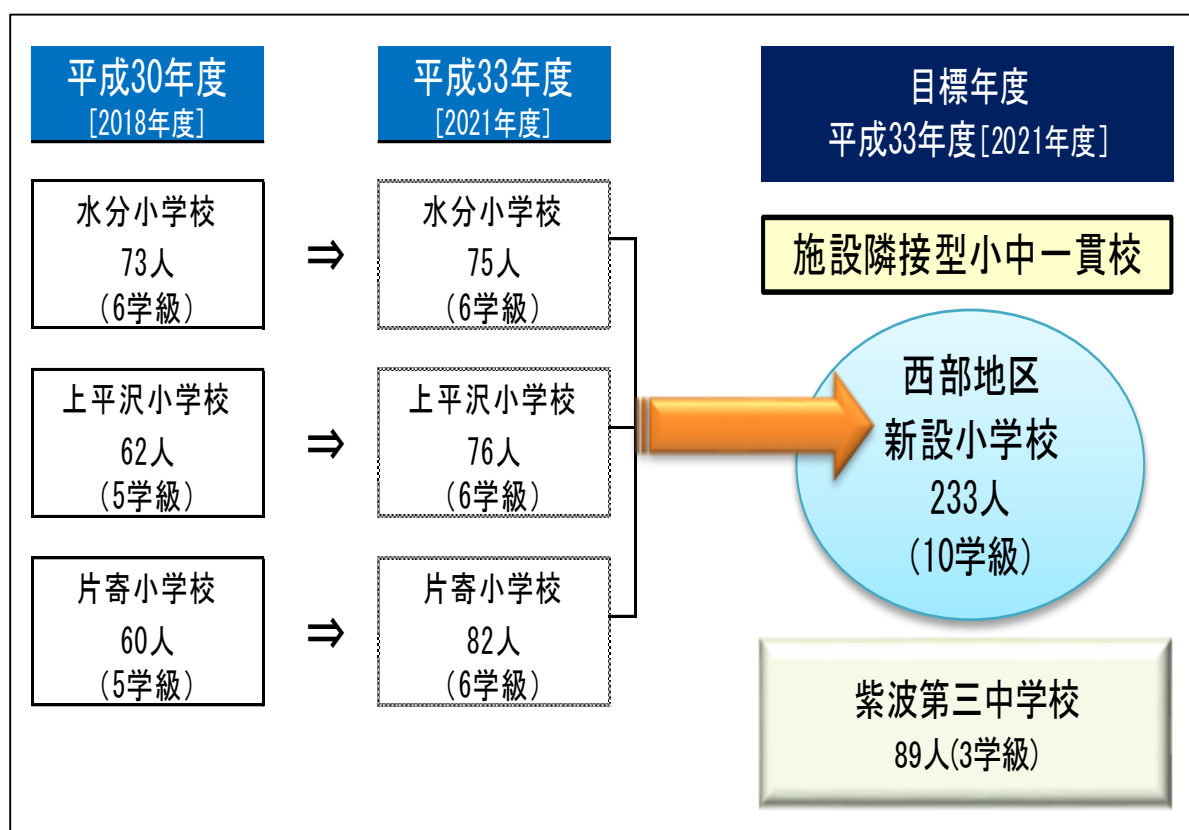 平成30年度
[2018年度]
水分小学校
73人
(6学級)
上平沢小学校
62人
(5学級)
片寄小学校
60人
(5学級)
⇒
⇒
⇒
平成33年度
[2021年度]
水分小学校
75人
(6学級)
上平沢小学校
76人
(6学級)
片寄小学校
82人
(6学級)
目標年度
平成33年度[2021年度]
施設隣接型小中一貫校
西部地区
新設小学校
233人
(10学級)
紫波第三中学校
89人(3学級)